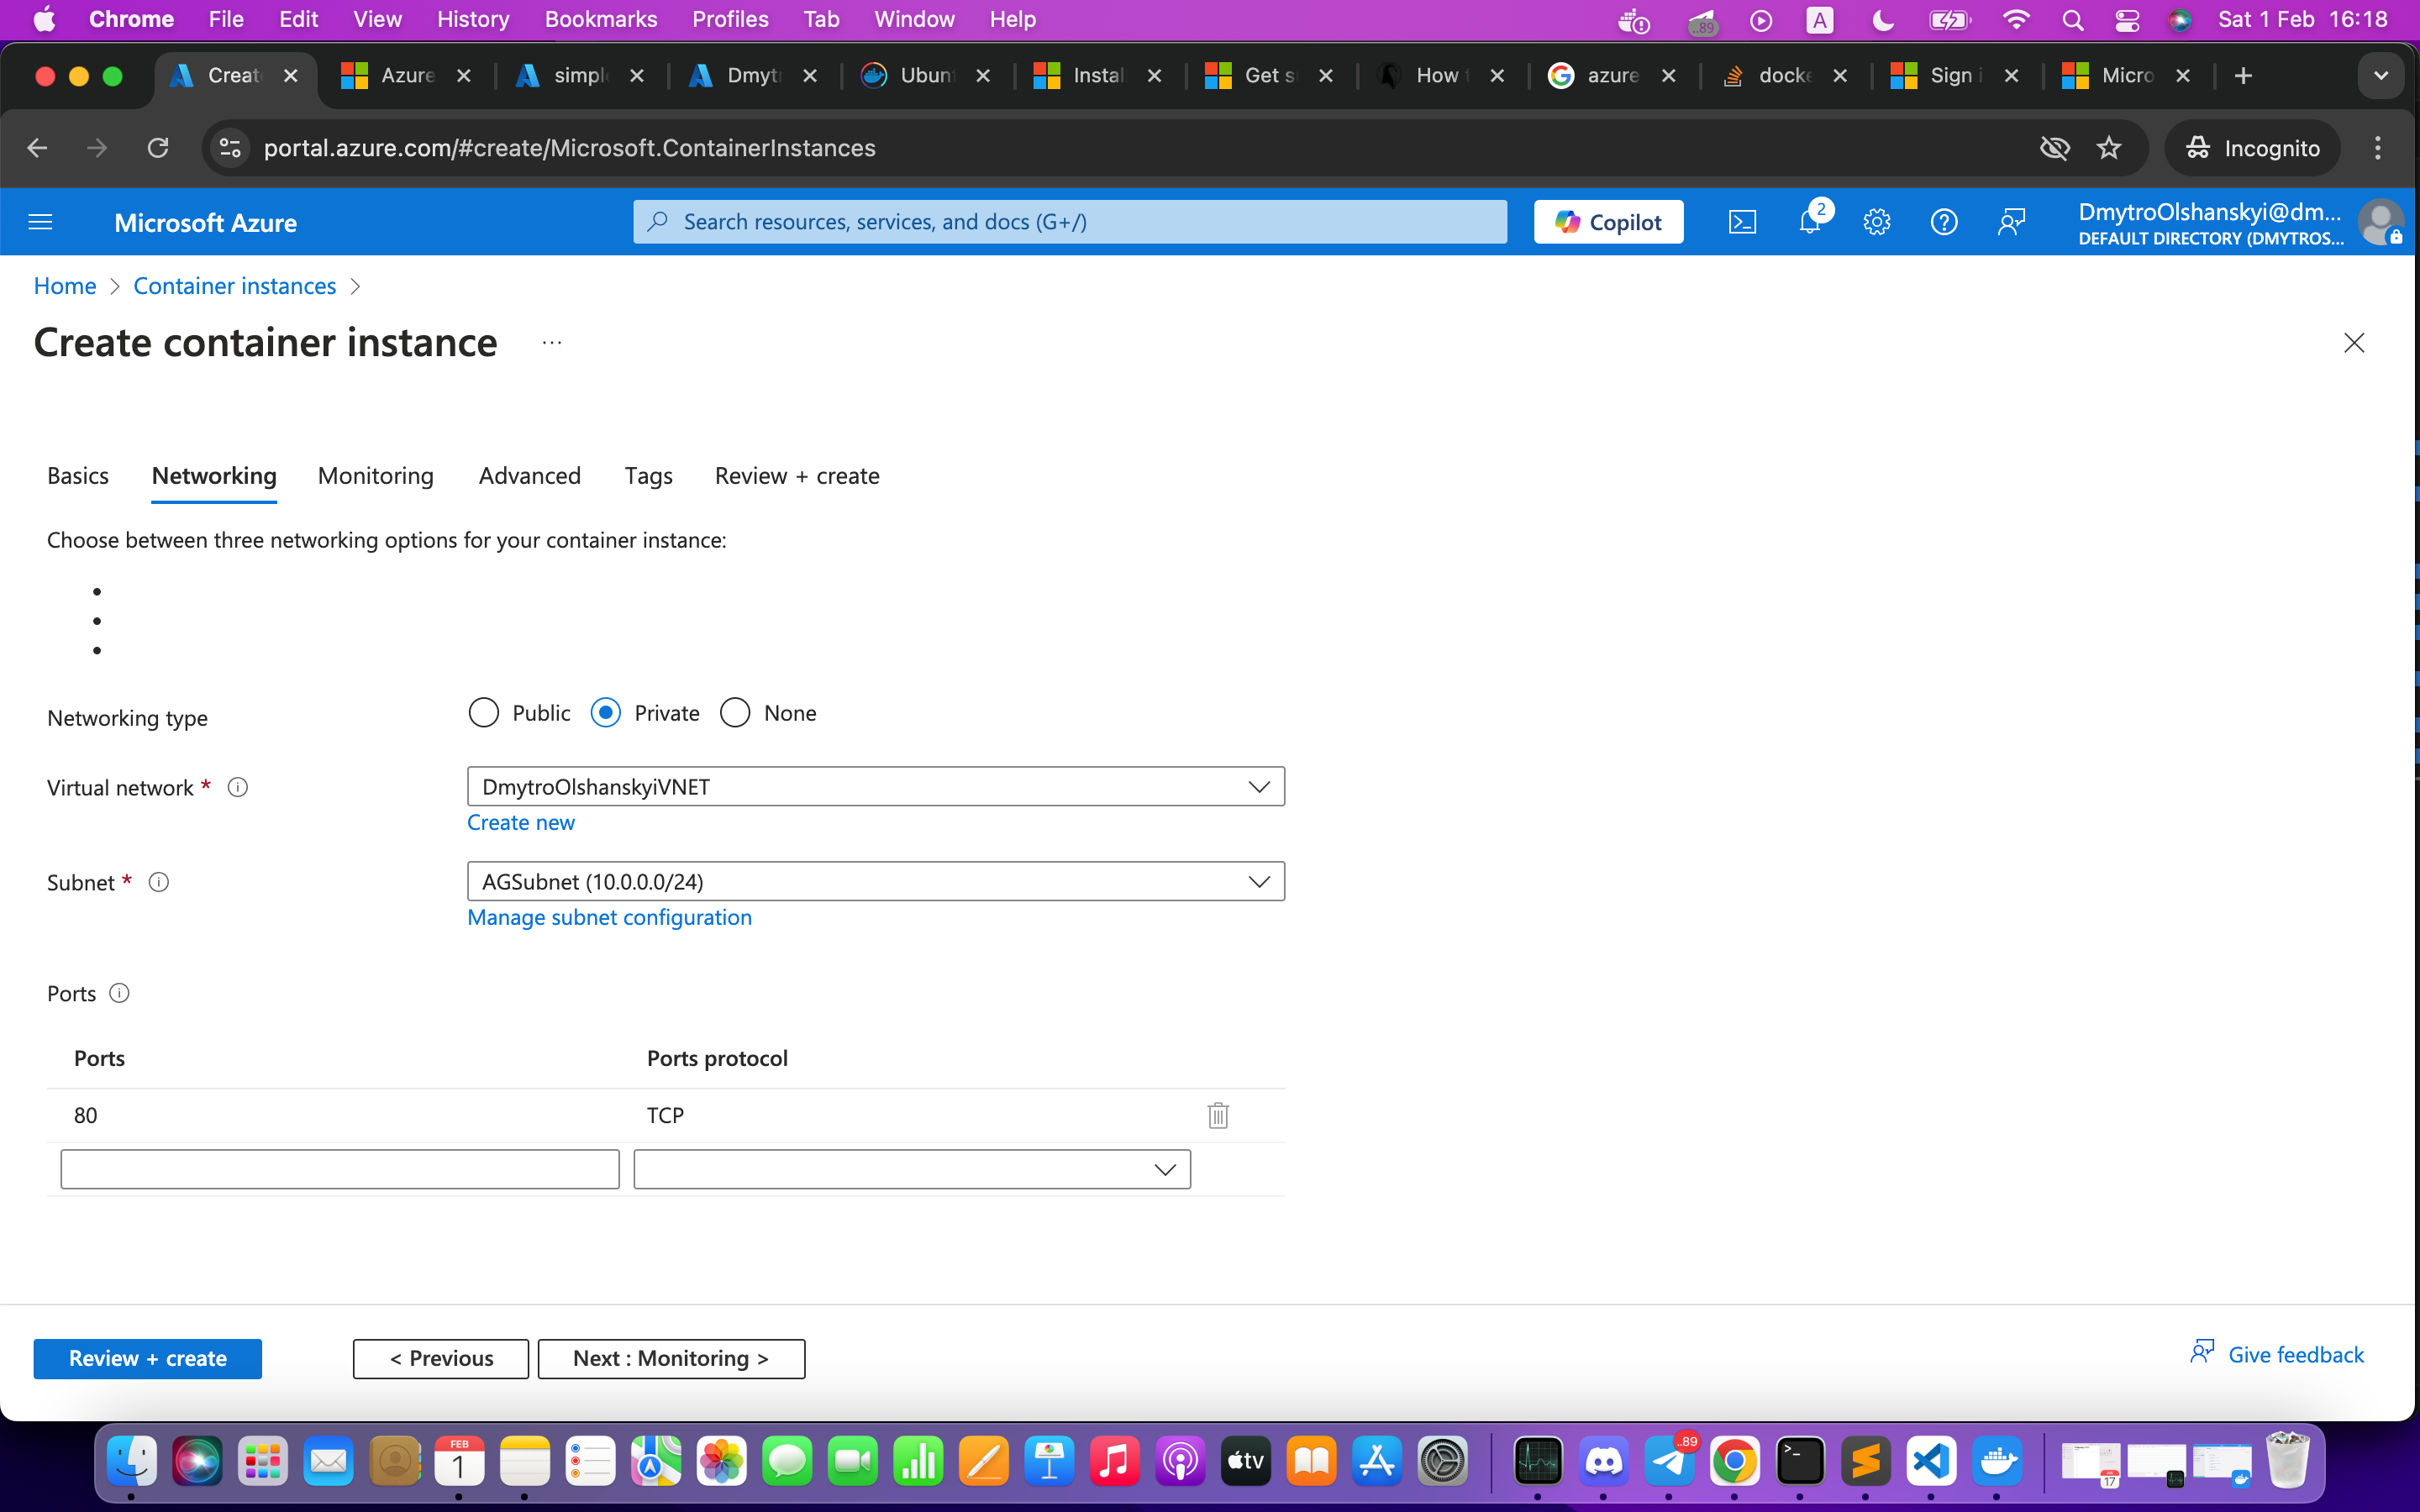 Chrome File Edit View History Bookmarks Profiles Tab Window Help ..89 A Sat 1 Feb 16:18
Creat Azure simpl Dmytr Ubunt Instal Get s How t azure docke Sign i Micro
portal.azure.com/#create/Microsoft.ContainerInstances Incognito
Microsoft Azure Search resources, services, and docs (G+/) Copilot 2 DmytroOlshanskyi@dm...
DEFAULT DIRECTORY (DMYTROS...
Home > Container instances >
Create container instance ...
Basics Networking Monitoring Advanced Tags Review + create
Choose between three networking options for your container instance:
Networking type Public Private None
Virtual network * DmytroOlshanskyiVNET
Create new
Subnet * AGSubnet (10.0.0.0/24)
Manage subnet configuration
Ports
Ports Ports protocol
80 TCP
Review + create < Previous Next : Monitoring > Give feedback
FEB 1 tv ..89 17